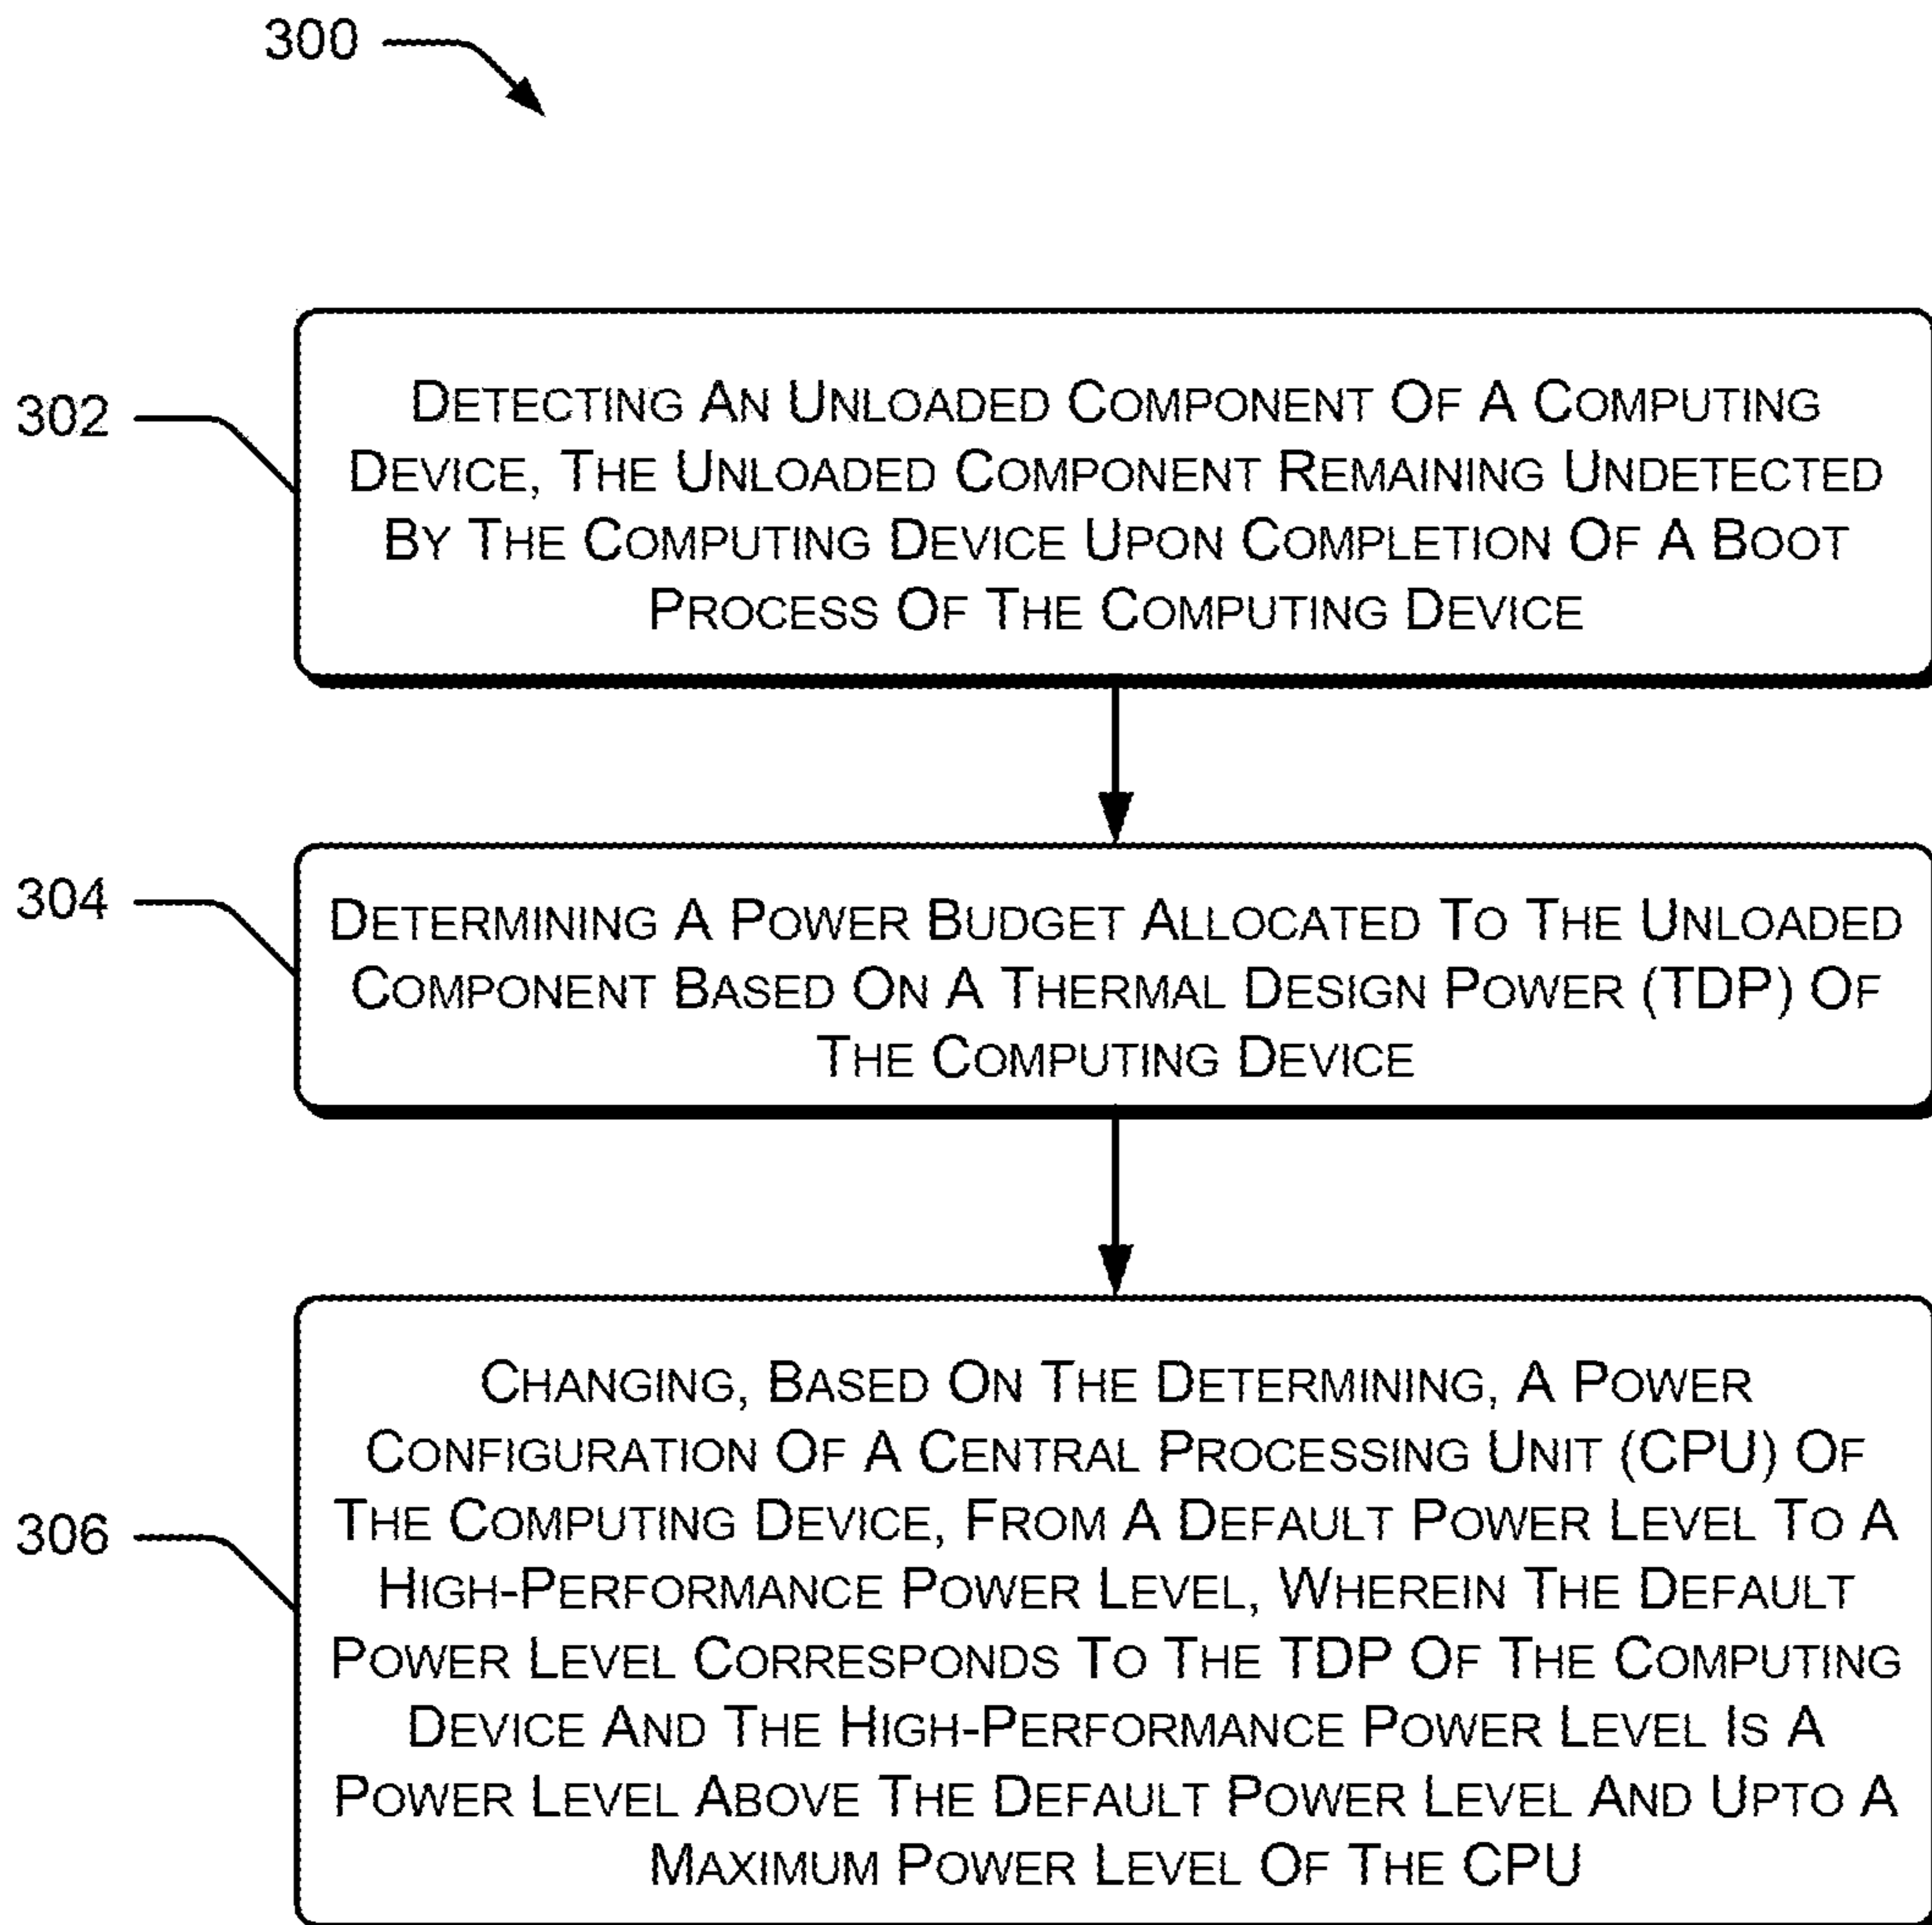 300
302
DETECTING AN UNLOADED COMPONENT OF A COMPUTING
DEVICE, THE UNLOADED COMPONENT REMAINING UNDETECTED
BY THE COMPUTING DEVICE UPON COMPLETION OF A BOOT
PROCESS OF THE COMPUTING DEVICE
304
DETERMINING A POWER BUDGET ALLOCATED TO THE UNLOADED
COMPONENT BASED ON A THERMAL DESIGN POWER (TDP) OF
THE COMPUTING DEVICE
306
CHANGING, BASED ON THE DETERMINING, A POWER
CONFIGURATION OF A CENTRAL PROCESSING UNIT (CPU) OF
THE COMPUTING DEVICE, FROM A DEFAULT POWER LEVEL TO A
HIGH-PERFORMANCE POWER LEVEL, WHEREIN THE DEFAULT
POWER LEVEL CORRESPONDS TO THE TDP OF THE COMPUTING
DEVICE AND THE HIGH-PERFORMANCE POWER LEVEL IS A
POWER LEVEL ABOVE THE DEFAULT POWER LEVEL AND UPTO A
MAXIMUM POWER LEVEL OF THE CPU